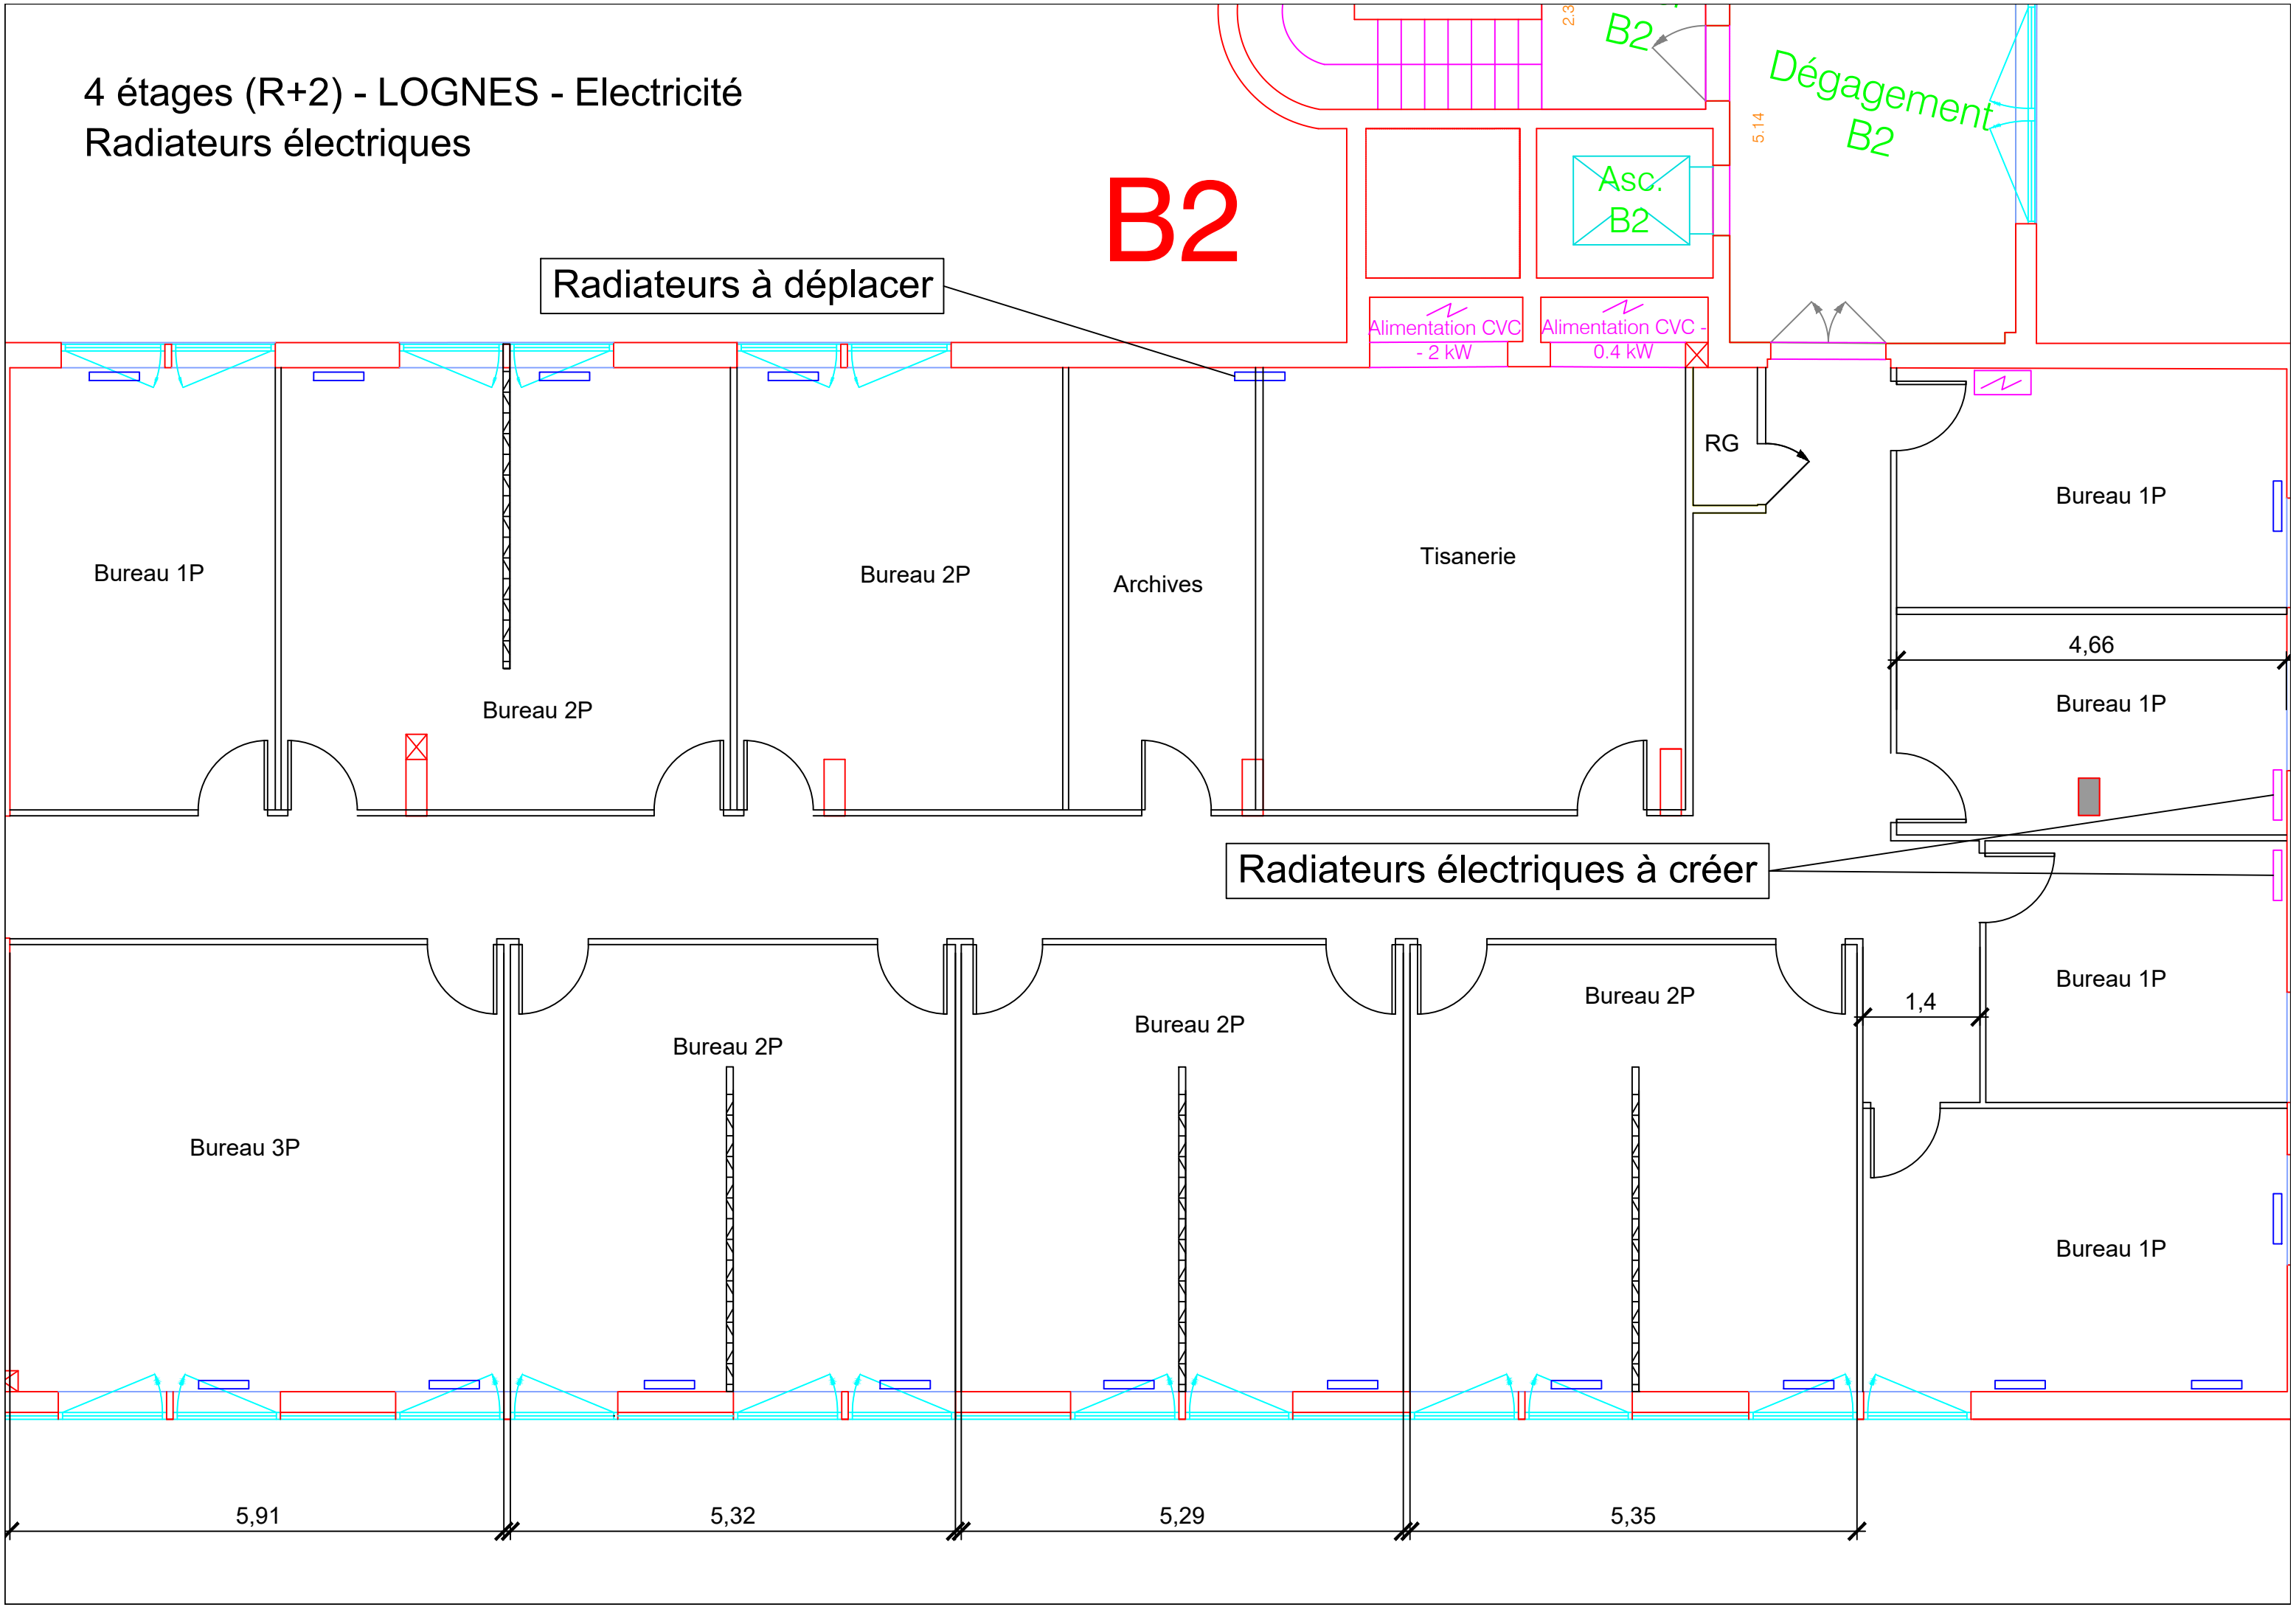 4 étages (R+2) - LOGNES - Electricité
Radiateurs électriques
B2
B2
Dégagement
B2
5.14
Asc.
B2
Radiateurs à déplacer
Alimentation CVC
- 2 kW
Alimentation CVC -
0.4 kW
RG
Bureau 1P
Bureau 1P
Bureau 2P
Bureau 2P
Archives
Tisanerie
4,66
Bureau 1P
Radiateurs électriques à créer
Bureau 1P
1,4
Bureau 2P
Bureau 2P
Bureau 2P
Bureau 3P
Bureau 1P
5,91
5,32
5,29
5,35